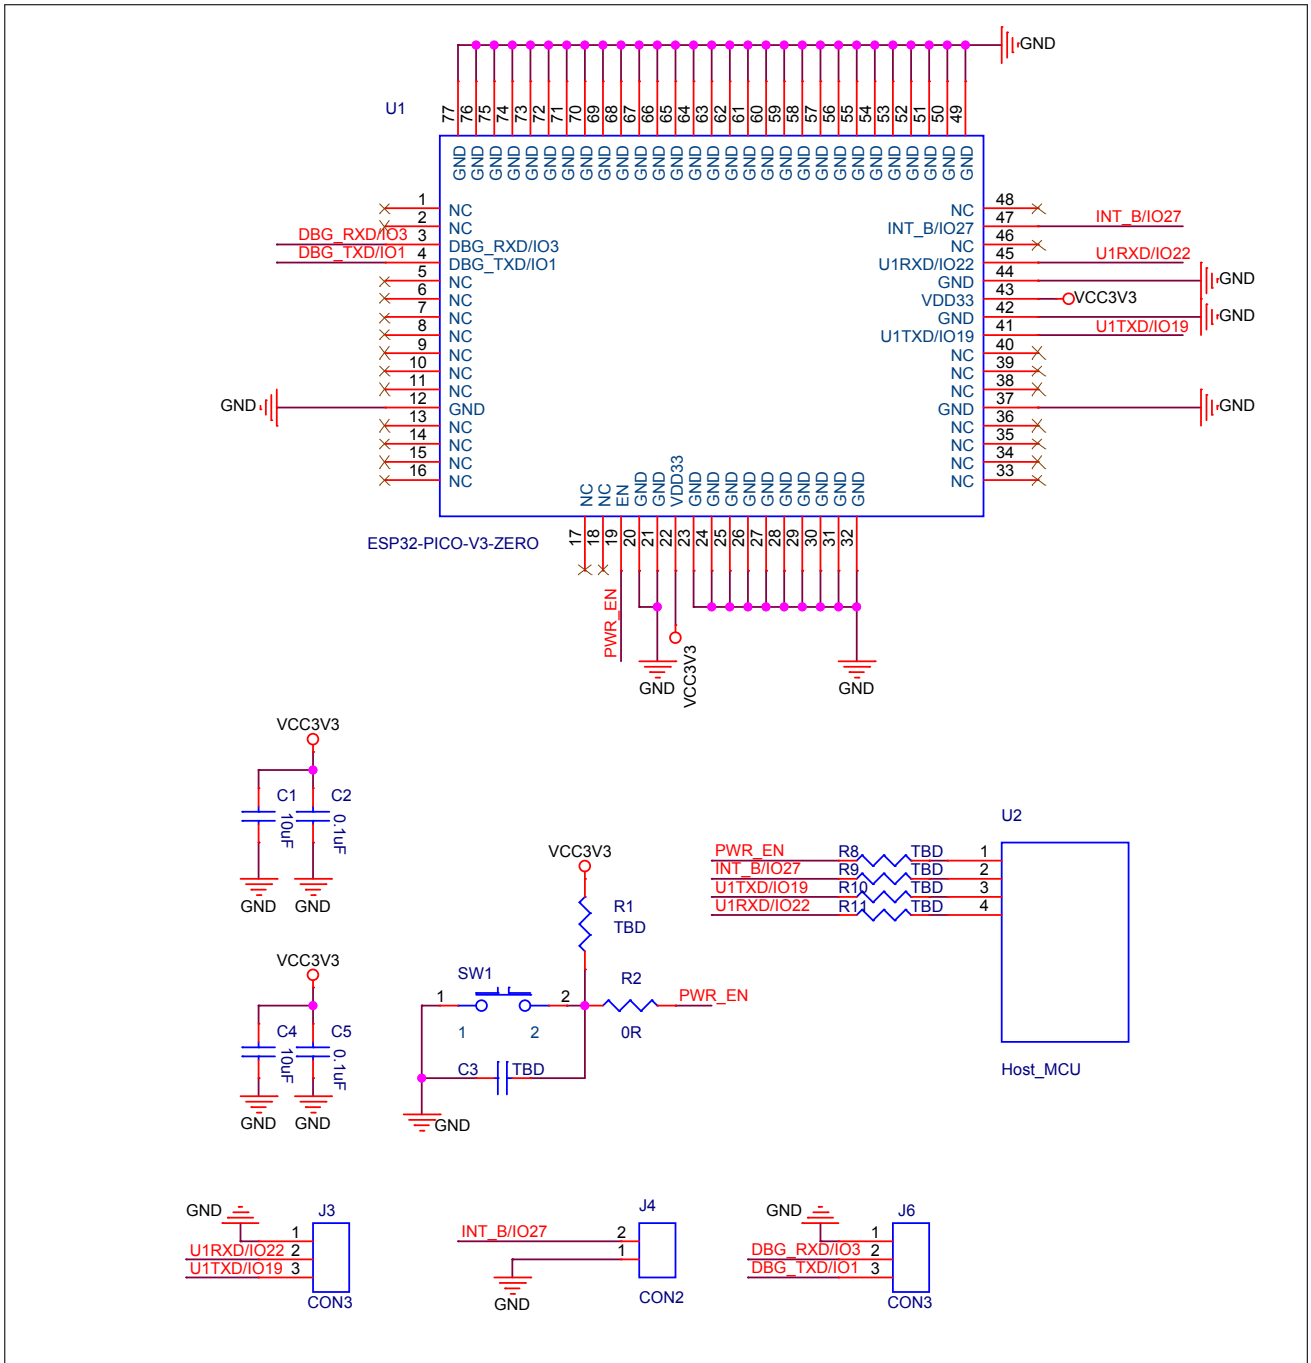 GND
U1
77 76 75 74 73 72 71 70 69 68 67 66 65 64 63 62 61 60 59 58 57 56 55 54 53 52 51 50 49
GND GND GND GND GND GND GND GND GND GND GND GND GND GND GND GND GND GND GND GND GND GND GND GND GND GND GND GND GND
1 NC
2 NC
DBG_RXD/IO3 3 DBG_RXD/IO3
DBG_TXD/IO1 4 DBG_TXD/IO1
5 NC
6 NC
7 NC
8 NC
9 NC
10 NC
11 NC
GND 12 GND
13 NC
14 NC
15 NC
16 NC
NC 48
INT_B/IO27 47 INT_B/IO27
NC 46
U1RXD/IO22 45 U1RXD/IO22
GND 44 GND
VDD33 43 VCC3V3
GND 42 GND
U1TXD/IO19 41 U1TXD/IO19
NC 40
NC 39
NC 38
GND 37 GND
NC 36
NC 35
NC 34
NC 33
NC NC EN GND GND VDD33 GND GND GND GND GND GND GND GND GND GND
17 18 19 20 21 22 23 24 25 26 27 28 29 30 31 32
ESP32-PICO-V3-ZERO
PWR_EN
GND
VCC3V3
GND
VCC3V3
C1 C2
10uF 0.1uF
GND GND
VCC3V3
C4 C5
10uF 0.1uF
GND GND
VCC3V3
R1
TBD
SW1
1 2
1 2
R2
PWR_EN
0R
C3 TBD
GND
U2
PWR_EN R8 TBD 1
INT_B/IO27 R9 TBD 2
U1TXD/IO19 R10 TBD 3
U1RXD/IO22 R11 TBD 4
Host_MCU
GND J3
1
U1RXD/IO22 2
U1TXD/IO19 3
CON3
J4
INT_B/IO27 2
1
GND
CON2
GND J6
1
DBG_RXD/IO3 2
DBG_TXD/IO1 3
CON3